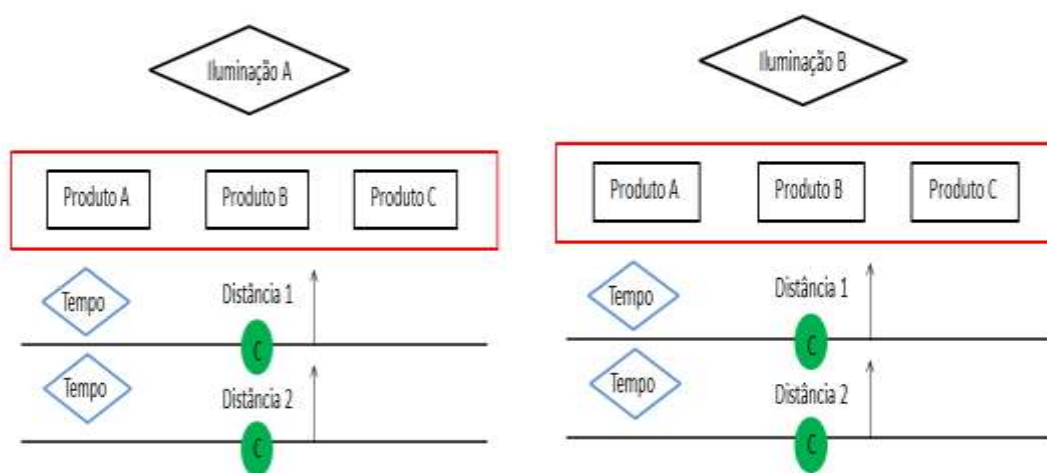 Iluminação A
Produto A Produto B Produto C
Tempo
Distância 1
C
Tempo
Distância 2
C
Iluminação B
Produto A Produto B Produto C
Tempo
Distância 1
C
Tempo
Distância 2
C